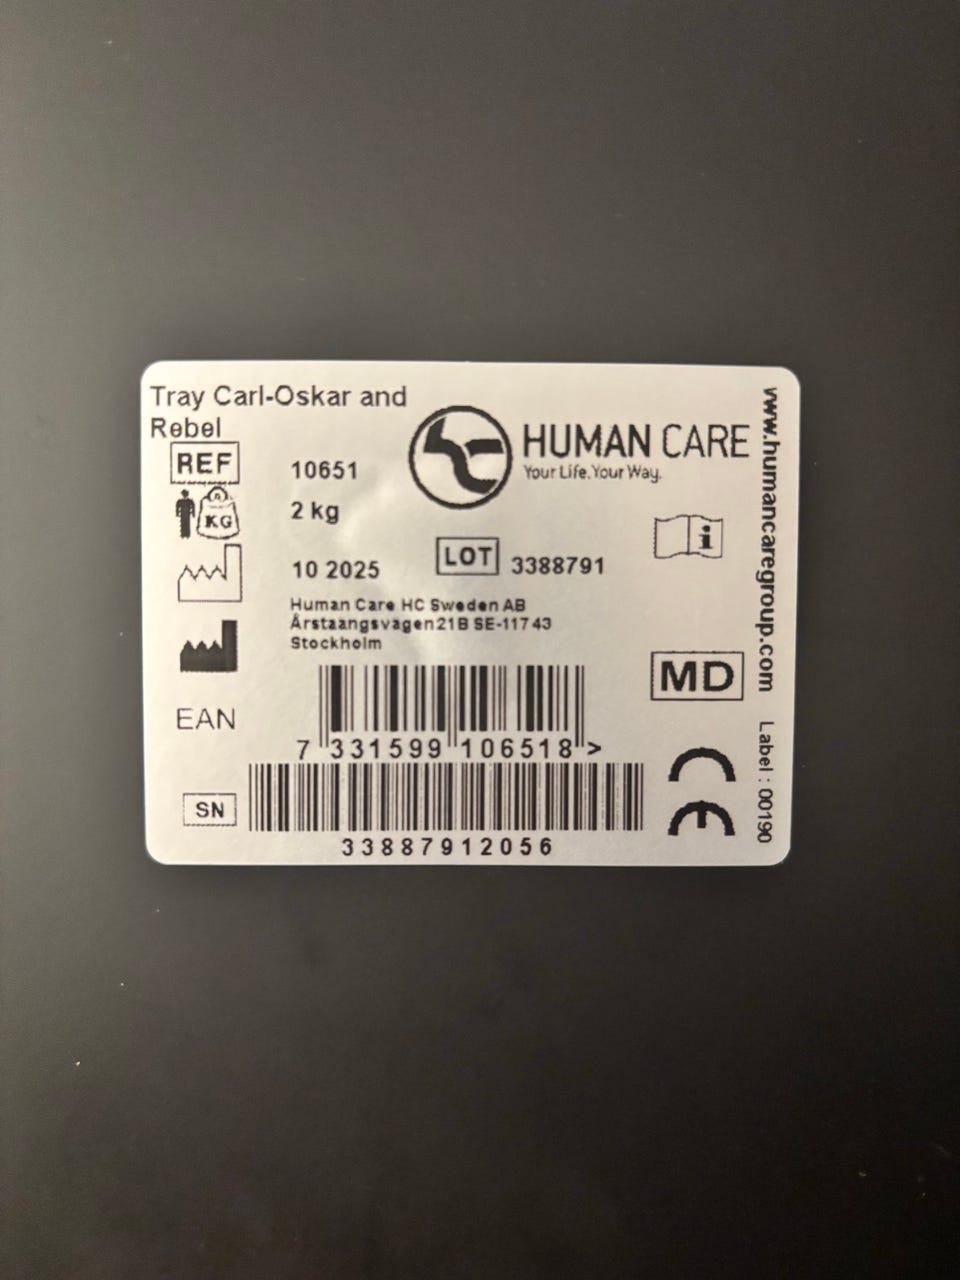 Tray Carl-Oskar and
Rebel
HUMAN CARE
Your Life. Your Way.
REF 10651
KG 2 kg
10 2025 LOT 3388791
Human Care HC Sweden AB
Årstaangsvagen21B SE-117 43
Stockholm
MD
EAN
7 331599 106518 >
SN
33887912056
CE
www.humancaregroup.com Label : 00190